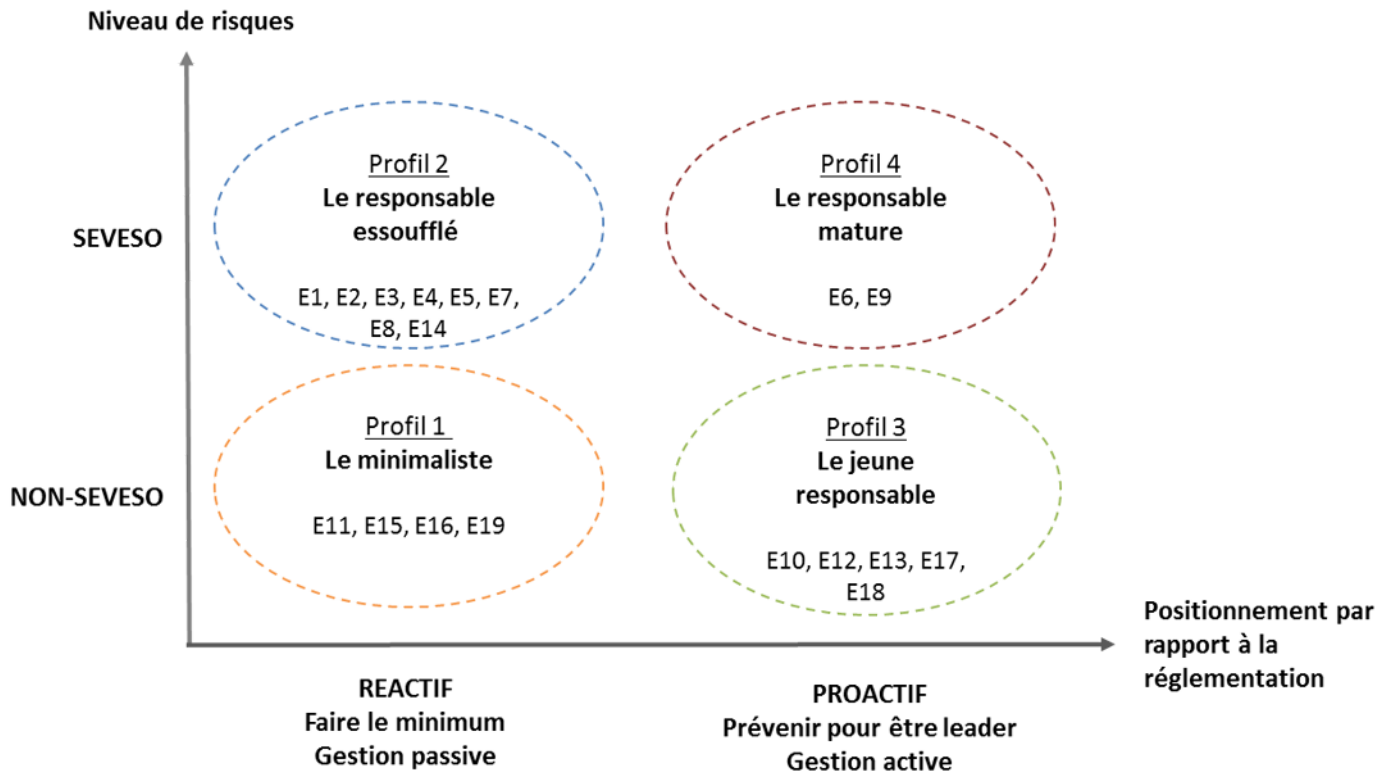 Niveau de risques
SEVESO
Profil 2
Le responsable
essoufflé
E1, E2, E3, E4, E5, E7,
E8, E14
Profil 4
Le responsable
mature
E6, E9
NON-SEVESO
Profil 1
Le minimaliste
E11, E15, E16, E19
Profil 3
Le jeune
responsable
E10, E12, E13, E17,
E18
Positionnement par
rapport à la
réglementation
REACTIF
Faire le minimum
Gestion passive
PROACTIF
Prévenir pour être leader
Gestion active